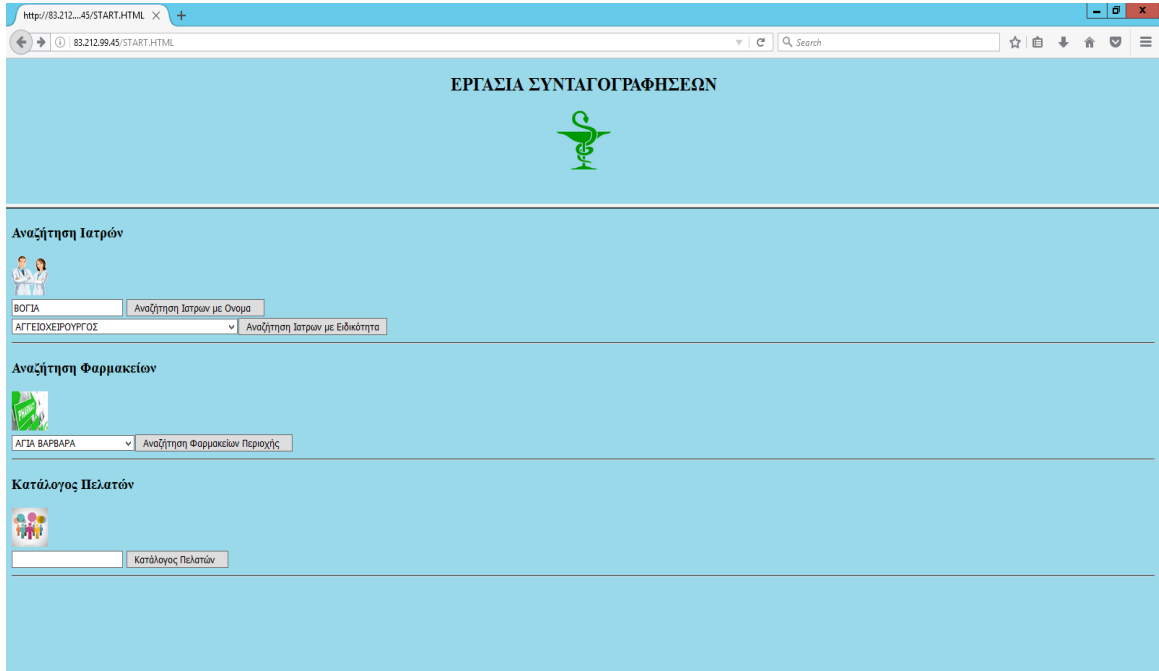 http://83.212....45/START.HTML
83.212.99.45/START.HTML
Search
ΕΡΓΑΣΙΑ ΣΥΝΤΑΓΟΓΡΑΦΗΣΕΩΝ
Αναζήτηση Ιατρών
ΒΟΓΙΑ Αναζήτηση Ιατρων με Ονομα
ΑΓΓΕΙΟΧΕΙΡΟΥΡΓΟΣ Αναζήτηση Ιατρων με Ειδικότητα
Αναζήτηση Φαρμακείων
ΑΓΙΑ ΒΑΡΒΑΡΑ Αναζήτηση Φαρμακείων Περιοχής
Κατάλογος Πελατών
Κατάλογος Πελατών